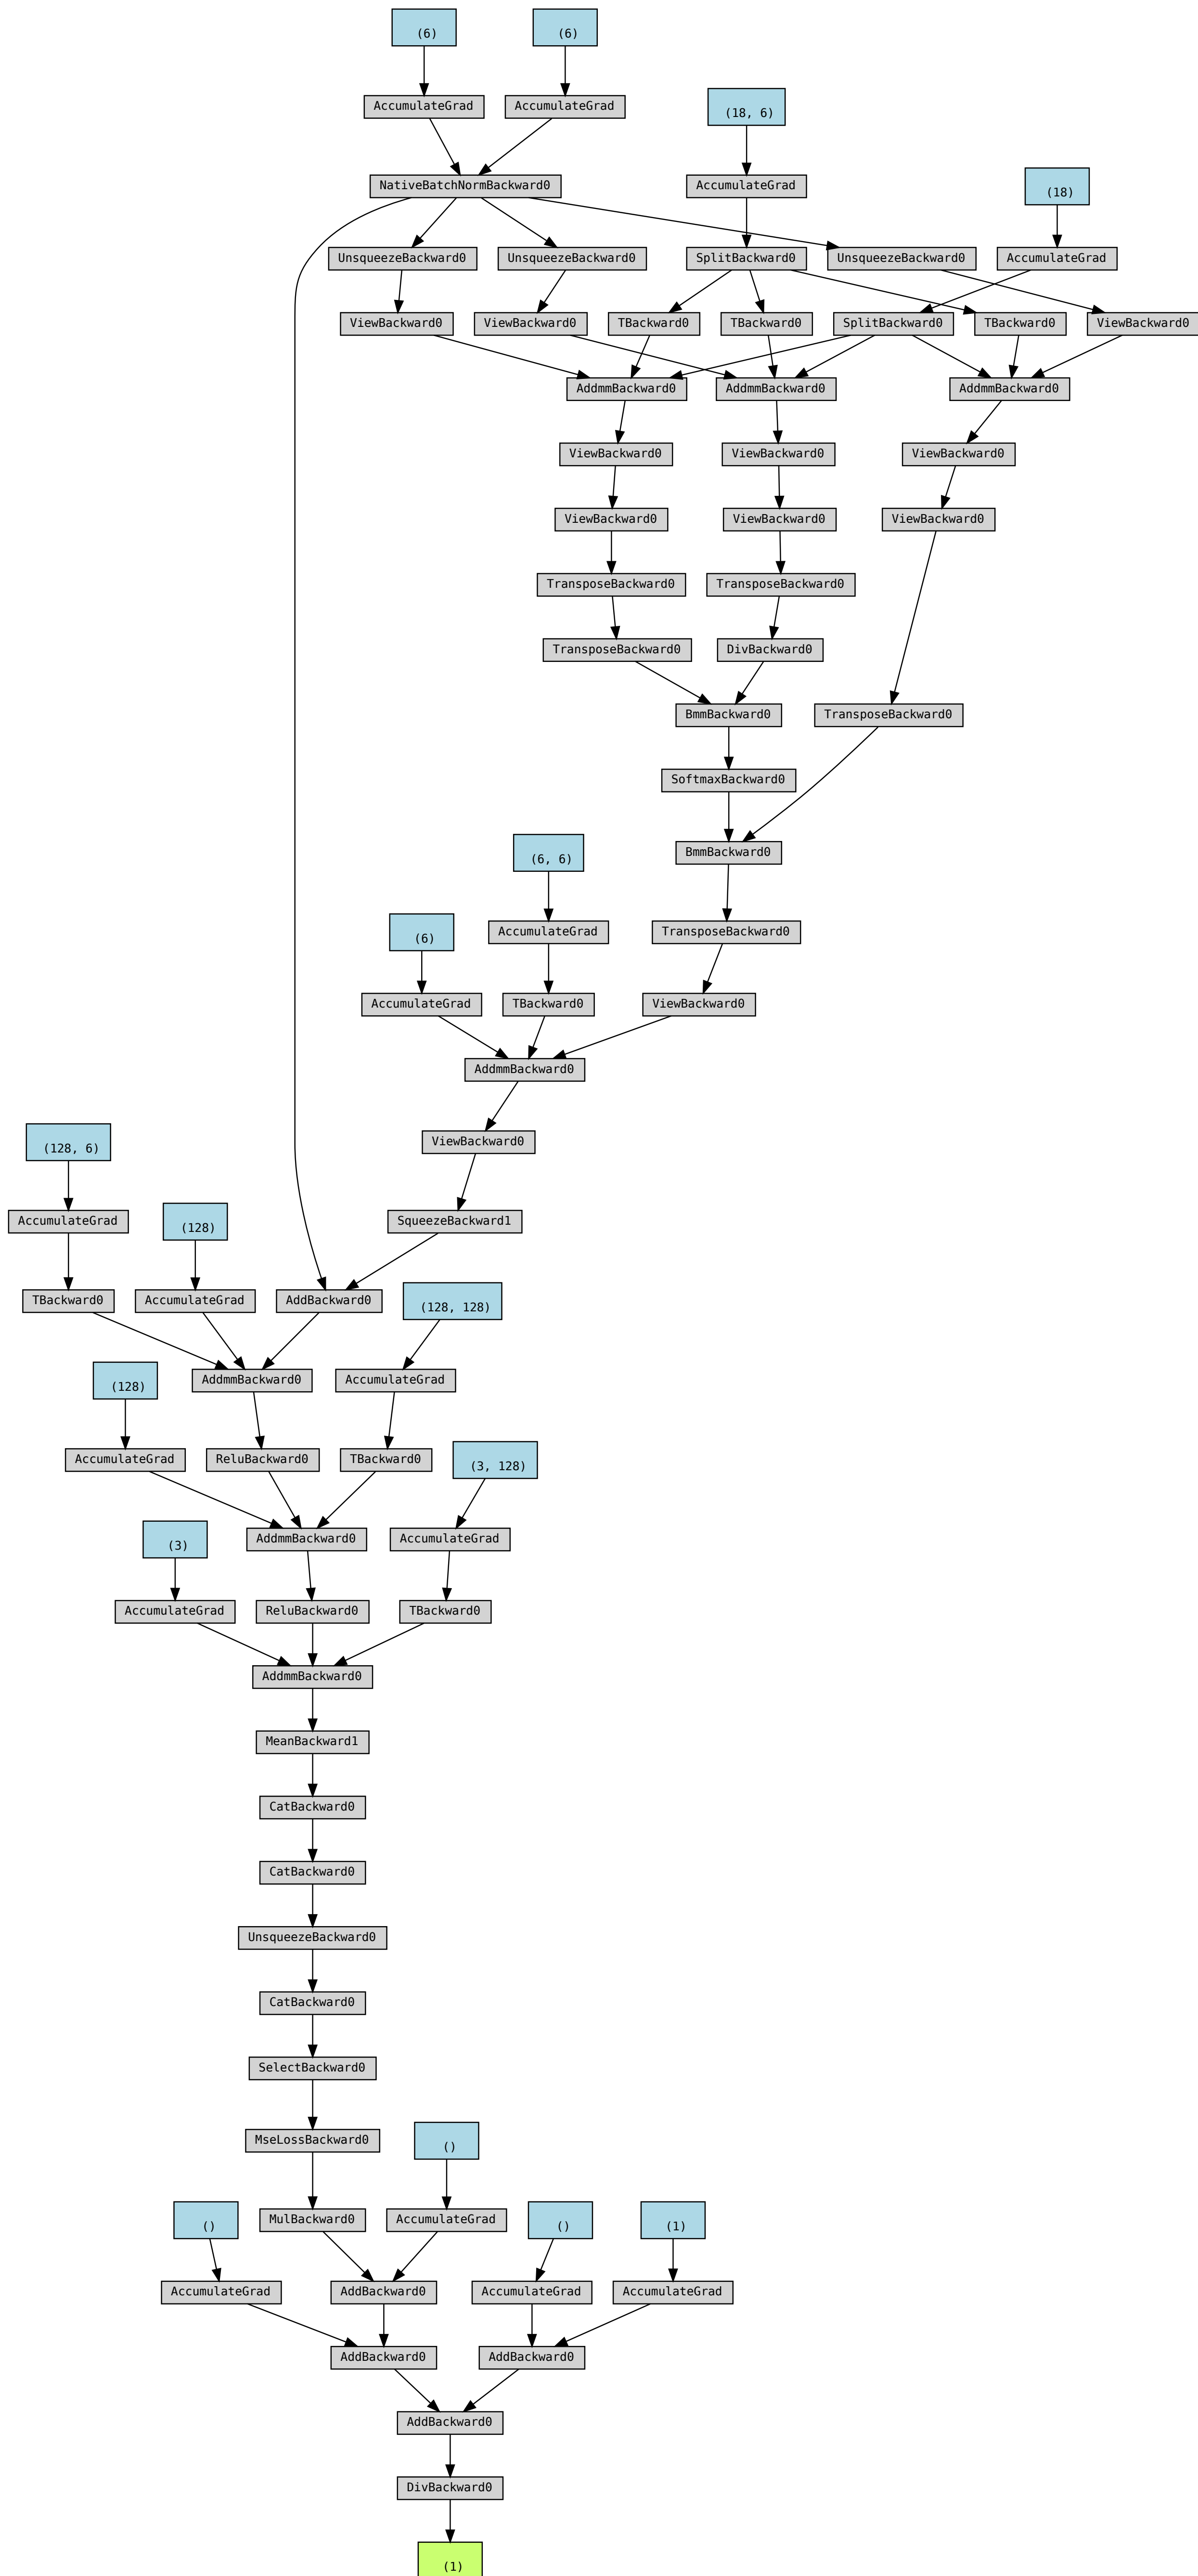 (6)
(6)
AccumulateGrad
AccumulateGrad
(18, 6)
NativeBatchNormBackward0
AccumulateGrad
(18)
UnsqueezeBackward0
UnsqueezeBackward0
SplitBackward0
UnsqueezeBackward0
AccumulateGrad
ViewBackward0
ViewBackward0
TBackward0
TBackward0
SplitBackward0
TBackward0
ViewBackward0
AddmmBackward0
AddmmBackward0
AddmmBackward0
ViewBackward0
ViewBackward0
ViewBackward0
ViewBackward0
ViewBackward0
ViewBackward0
TransposeBackward0
TransposeBackward0
TransposeBackward0
DivBackward0
BmmBackward0
TransposeBackward0
SoftmaxBackward0
BmmBackward0
(6, 6)
(6)
AccumulateGrad
TransposeBackward0
AccumulateGrad
TBackward0
ViewBackward0
AddmmBackward0
(128, 6)
ViewBackward0
AccumulateGrad
(128)
SqueezeBackward1
TBackward0
AccumulateGrad
AddBackward0
(128, 128)
(128)
AddmmBackward0
AccumulateGrad
AccumulateGrad
ReluBackward0
TBackward0
(3, 128)
(3)
AddmmBackward0
AccumulateGrad
AccumulateGrad
ReluBackward0
TBackward0
AddmmBackward0
MeanBackward1
CatBackward0
CatBackward0
UnsqueezeBackward0
CatBackward0
SelectBackward0
MseLossBackward0
()
()
MulBackward0
AccumulateGrad
()
(1)
AccumulateGrad
AddBackward0
AccumulateGrad
AccumulateGrad
AddBackward0
AddBackward0
AddBackward0
DivBackward0
(1)